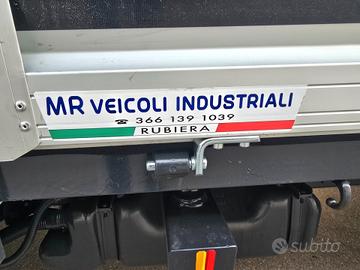 MR VEICOLI INDUSTRIALI
☎ 366 139 1039
RUBIERA
subito